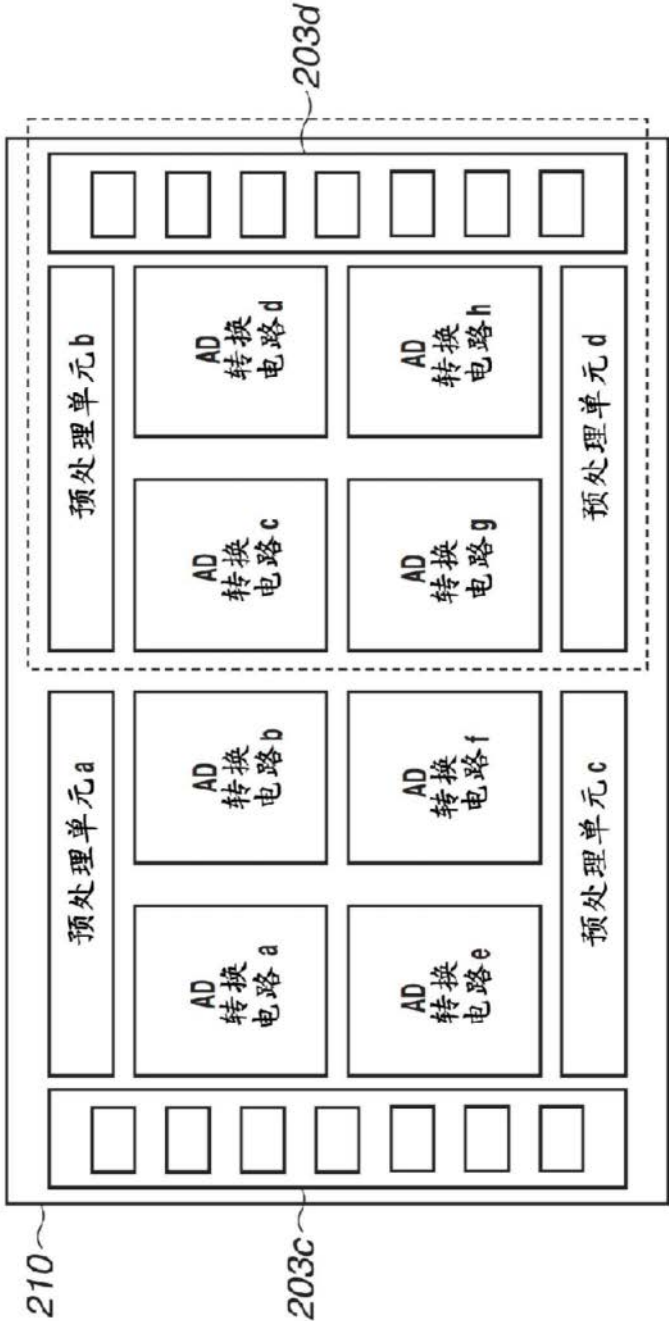 210
预处理单元a
预处理单元b
AD
转换
电路a
AD
转换
电路b
AD
转换
电路c
AD
转换
电路d
203c
203d
AD
转换
电路e
AD
转换
电路f
AD
转换
电路g
AD
转换
电路h
预处理单元c
预处理单元d